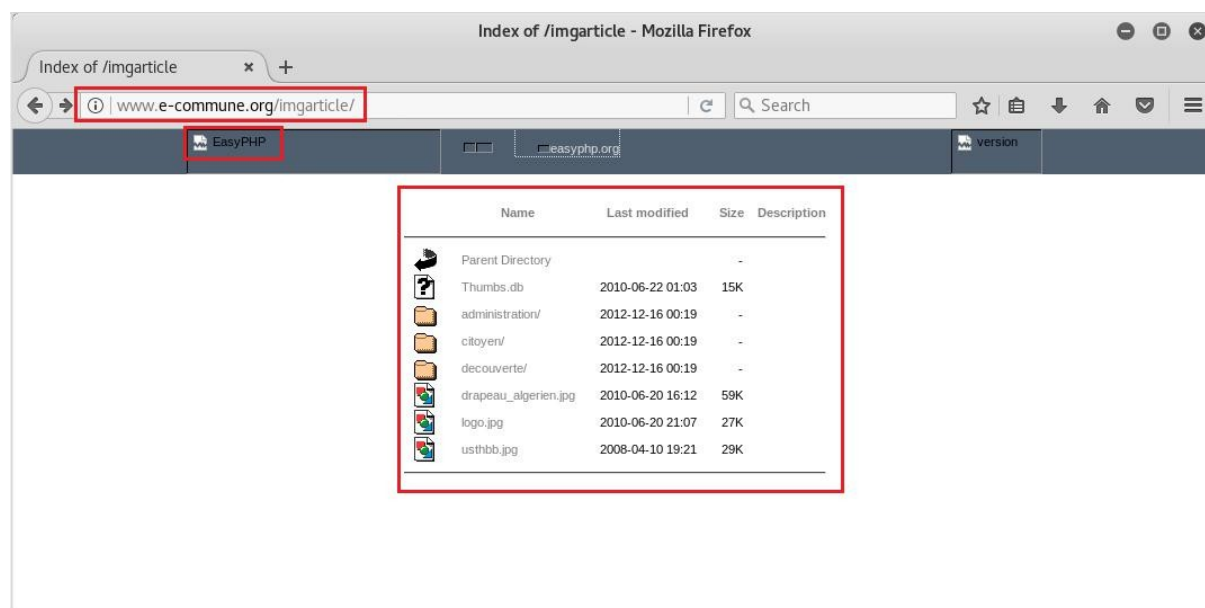 Index of /imgarticle - Mozilla Firefox
Index of /imgarticle
www.e-commune.org/imgarticle/
Search
EasyPHP
easyphp.org
version
Name Last modified Size Description
Parent Directory -
Thumbs.db 2010-06-22 01:03 15K
administration/ 2012-12-16 00:19 -
citoyen/ 2012-12-16 00:19 -
decouverte/ 2012-12-16 00:19 -
drapeau_algerien.jpg 2010-06-20 16:12 59K
logo.jpg 2010-06-20 21:07 27K
usthbb.jpg 2008-04-10 19:21 29K